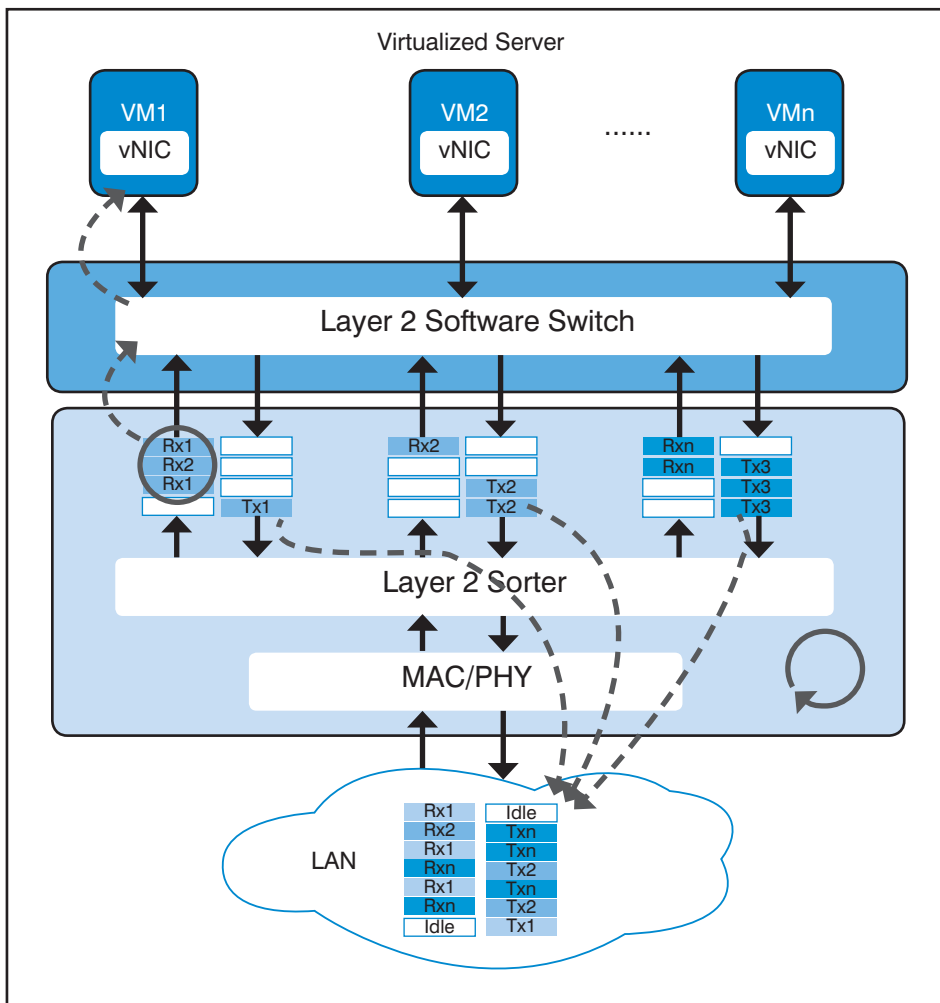 Virtualized Server
VM1
vNIC
VM2
vNIC
......
VMn
vNIC
Layer 2 Software Switch
Rx1
Rx2
Rx1
Tx1
Rx2
Tx2
Tx2
Rxn
Rxn
Tx3
Tx3
Tx3
Layer 2 Sorter
MAC/PHY
LAN
Rx1
Rx2
Rx1
Rxn
Rx1
Rxn
Idle
Idle
Txn
Txn
Tx2
Txn
Tx2
Tx1